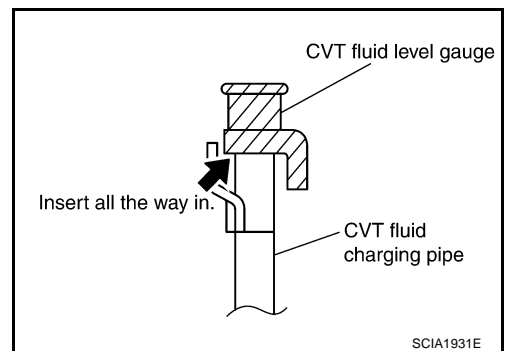 CVT fluid level gauge
Insert all the way in.
CVT fluid
charging pipe
SCIA1931E